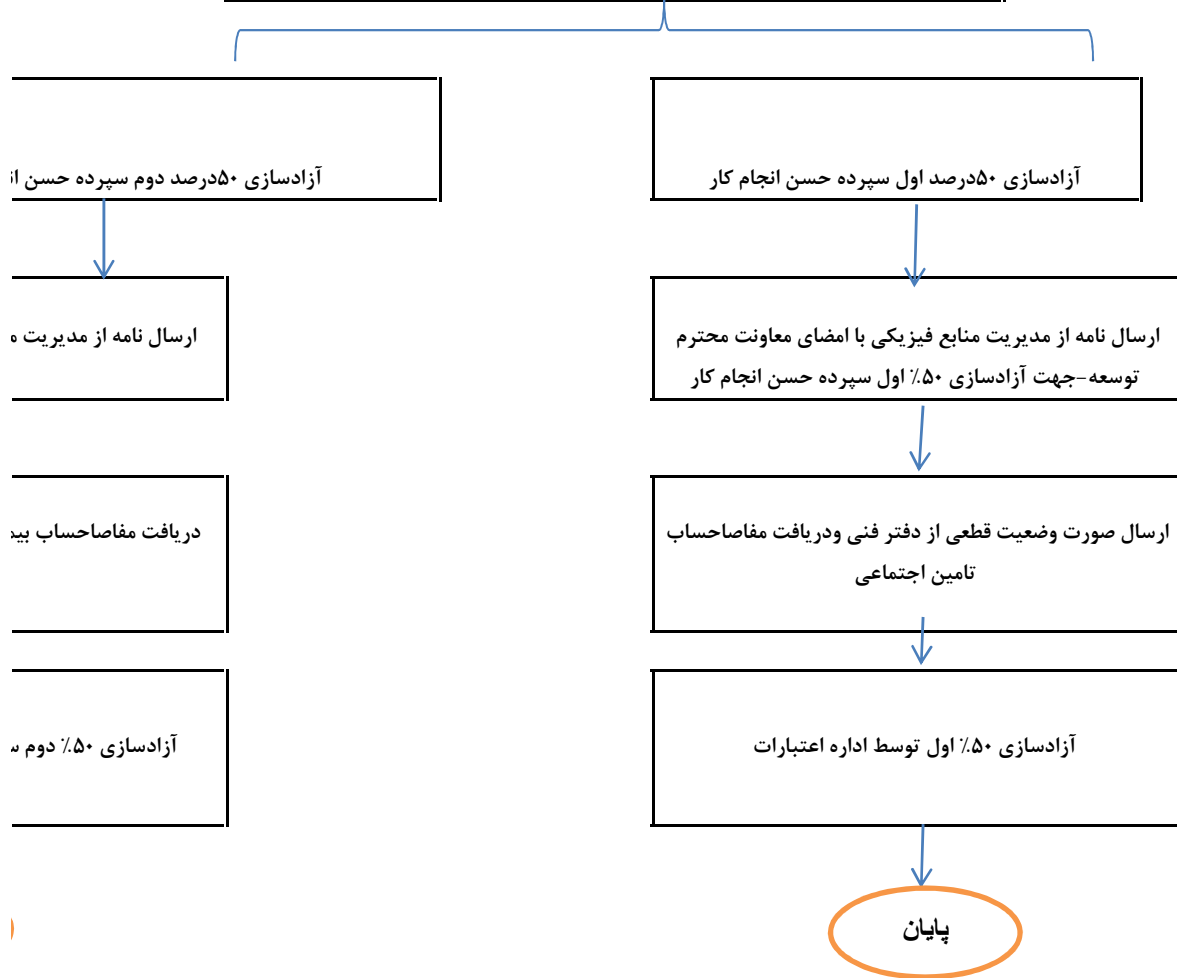 آزادسازی ۵۰درصد اول سپرده حسن انجام کار
ارسال نامه از مدیریت منابع فیزیکی با امضای معاونت محترم
توسعه-جهت آزادسازی ۵۰٪ اول سپرده حسن انجام کار
ارسال صورت وضعیت قطعی از دفتر فنی ودریافت مفاصاحساب
تامین اجتماعی
آزادسازی ۵۰٪ اول توسط اداره اعتبارات
پایان
آزادسازی ۵۰درصد دوم سپرده حسن
ارسال نامه از مدیریت
دریافت مفاصاحساب
آزادسازی ۵۰٪ دوم